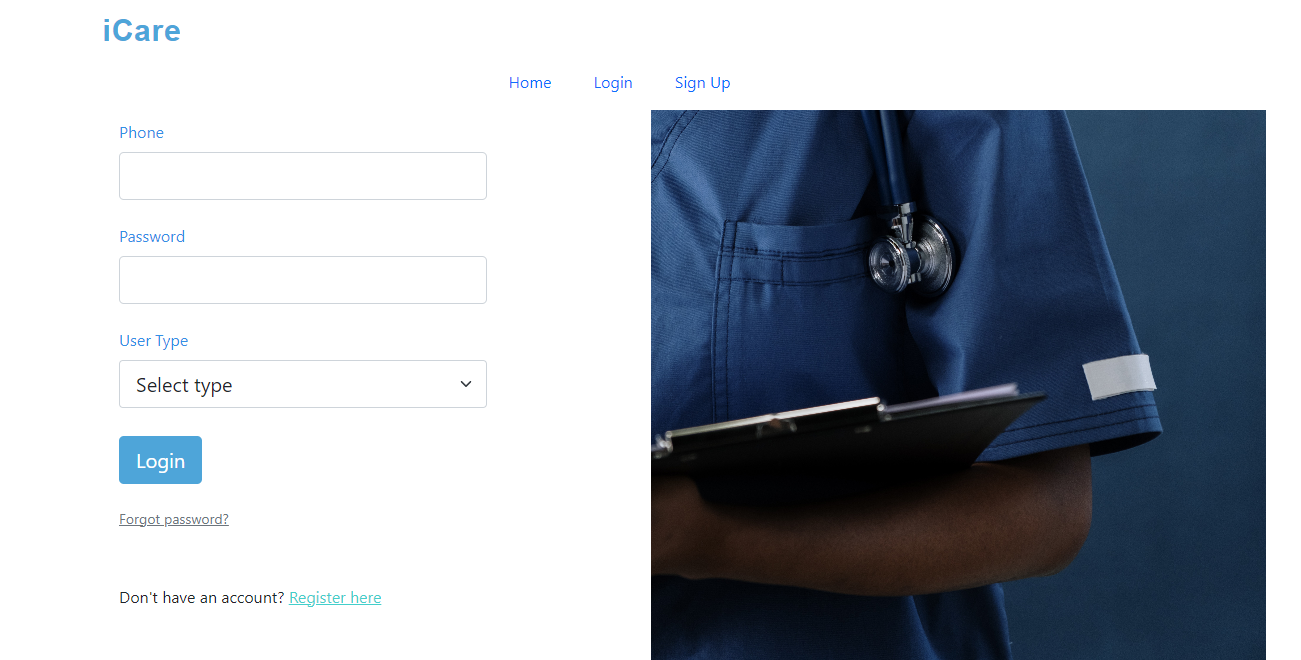 iCare
Home Login Sign Up
Phone
Password
User Type
Select type
Login
Forgot password?
Don't have an account? Register here